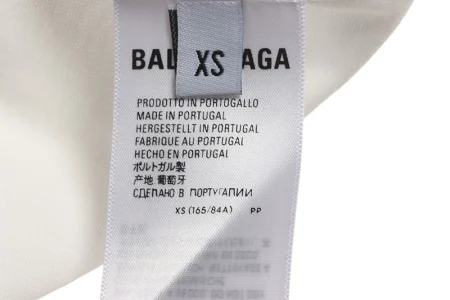 BAL AGA
XS
PRODOTTO IN PORTOGALLO
MADE IN PORTUGAL
HERGESTELLT IN PORTUGAL
FABRIQUE AU PORTUGAL
HECHO EN PORTUGAL
ポルトガル製
产地 葡萄牙
СДЕЛАНО В ПОРТУГАЛИИ
XS (165/84A) PP